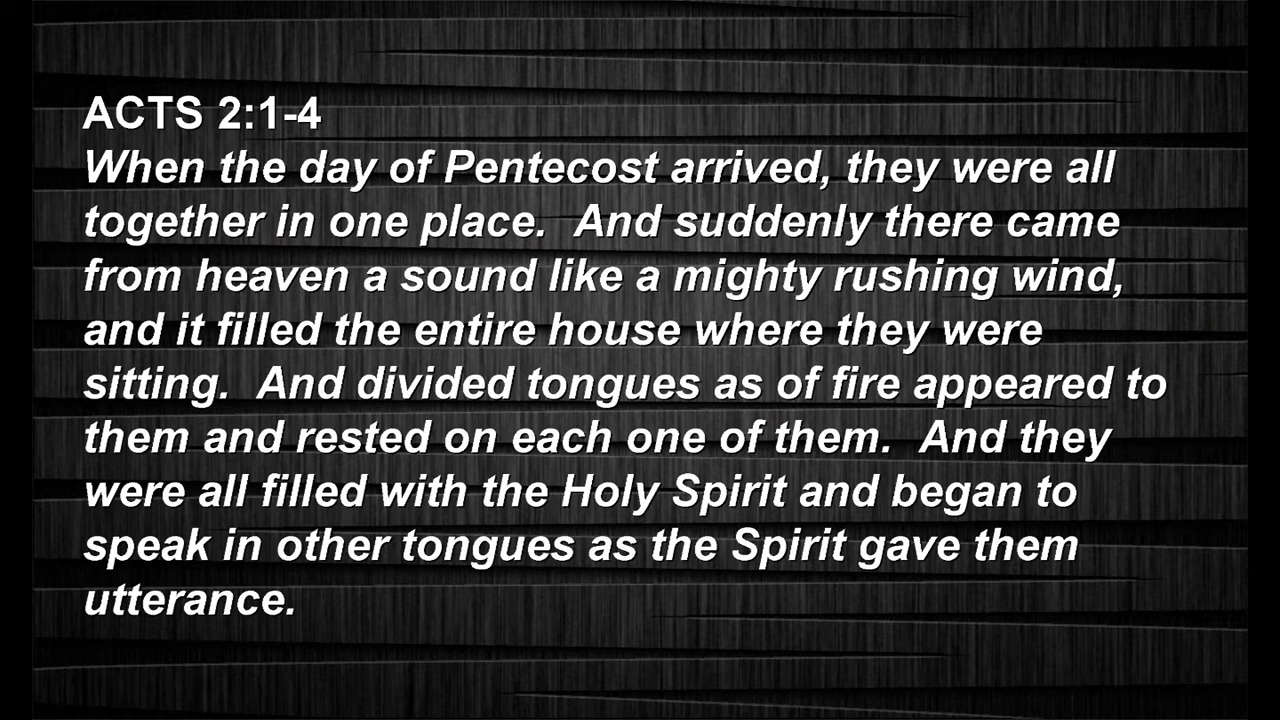 ACTS 2:1-4
When the day of Pentecost arrived, they were all
together in one place.  And suddenly there came
from heaven a sound like a mighty rushing wind,
and it filled the entire house where they were
sitting.  And divided tongues as of fire appeared to
them and rested on each one of them.  And they
were all filled with the Holy Spirit and began to
speak in other tongues as the Spirit gave them
utterance.